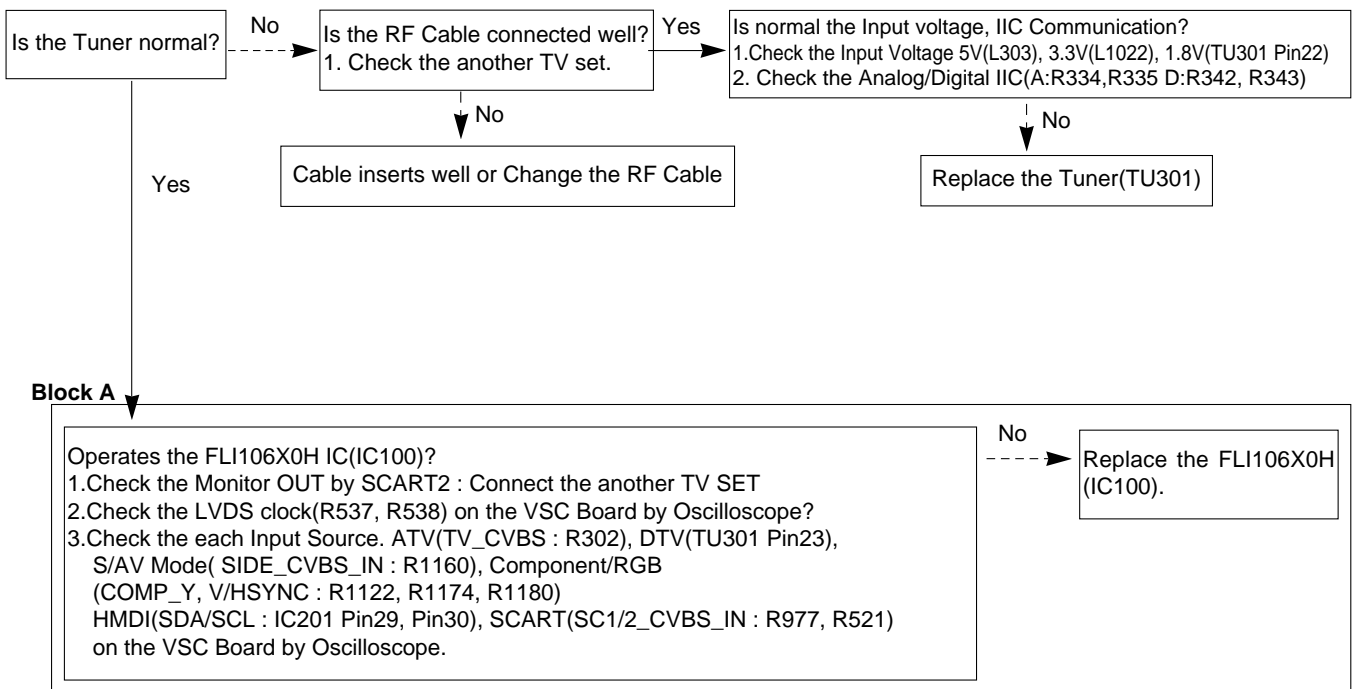 Is the Tuner normal?
No
Is the RF Cable connected well?
1. Check the another TV set.
Yes
Is normal the Input voltage, IIC Communication?
1.Check the Input Voltage 5V(L303), 3.3V(L1022), 1.8V(TU301 Pin22)
2. Check the Analog/Digital IIC(A:R334,R335 D:R342, R343)
No
No
Cable inserts well or Change the RF Cable
Replace the Tuner(TU301)
Yes
Block A
Operates the FLI106X0H IC(IC100)?
1.Check the Monitor OUT by SCART2 : Connect the another TV SET
2.Check the LVDS clock(R537, R538) on the VSC Board by Oscilloscope?
3.Check the each Input Source. ATV(TV_CVBS : R302), DTV(TU301 Pin23),
S/AV Mode( SIDE_CVBS_IN : R1160), Component/RGB
(COMP_Y, V/HSYNC : R1122, R1174, R1180)
HMDI(SDA/SCL : IC201 Pin29, Pin30), SCART(SC1/2_CVBS_IN : R977, R521)
on the VSC Board by Oscilloscope.
No
Replace the FLI106X0H
(IC100).